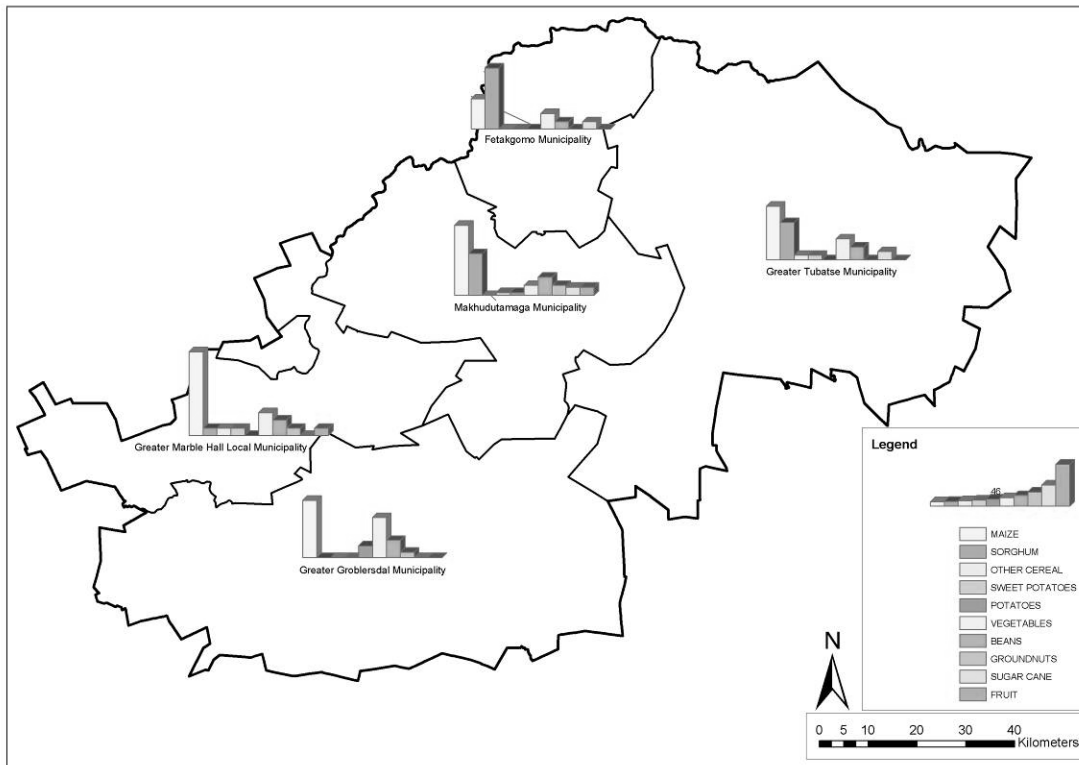 Fetakgomo Municipality
Greater Tubatse Municipality
Makhudutamaga Municipality
Greater Marble Hall Local Municipality
Greater Groblersdal Municipality
Legend
46
MAIZE
SORGHUM
OTHER CEREAL
SWEET POTATOES
POTATOES
VEGETABLES
BEANS
GROUNDNUTS
SUGAR CANE
FRUIT
N
0 5 10 20 30 40
Kilometers